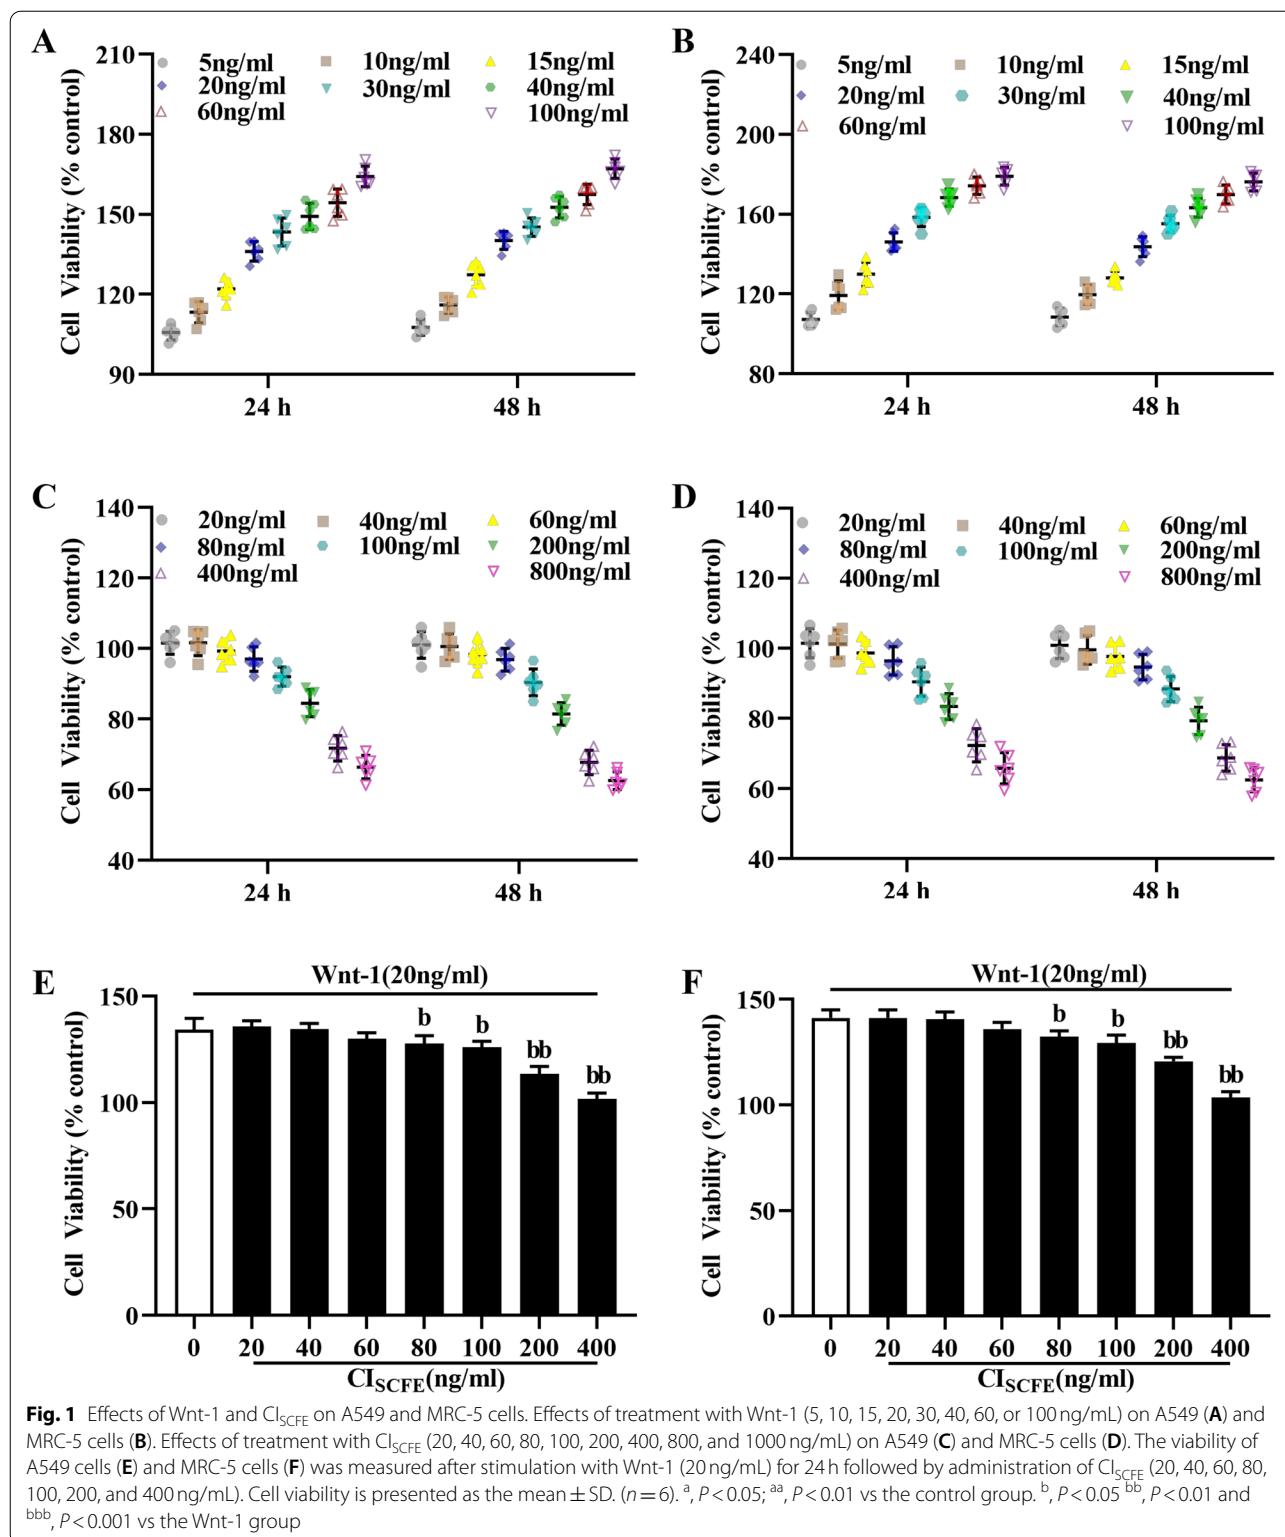 A
Cell Viability (% control)
210
180
150
120
90
5ng/ml 10ng/ml 15ng/ml
20ng/ml 30ng/ml 40ng/ml
60ng/ml 100ng/ml
24 h 48 h
B
Cell Viability (% control)
240
200
160
120
80
5ng/ml 10ng/ml 15ng/ml
20ng/ml 30ng/ml 40ng/ml
60ng/ml 100ng/ml
24 h 48 h
C
Cell Viability (% control)
140
120
100
80
60
40
20ng/ml 40ng/ml 60ng/ml
80ng/ml 100ng/ml 200ng/ml
400ng/ml 800ng/ml
24 h 48 h
D
Cell Viability (% control)
140
120
100
80
60
40
20ng/ml 40ng/ml 60ng/ml
80ng/ml 100ng/ml 200ng/ml
400ng/ml 800ng/ml
24 h 48 h
E
Wnt-1(20ng/ml)
Cell Viability (% control)
150
100
50
0
b b bb bb
0 20 40 60 80 100 200 400
CISCFE(ng/ml)
F
Wnt-1(20ng/ml)
Cell Viability (% control)
150
100
50
0
b b bb bb
0 20 40 60 80 100 200 400
CISCFE(ng/ml)
Fig. 1 Effects of Wnt-1 and CISCFE on A549 and MRC-5 cells. Effects of treatment with Wnt-1 (5, 10, 15, 20, 30, 40, 60, or 100 ng/mL) on A549 (A) and
MRC-5 cells (B). Effects of treatment with CISCFE (20, 40, 60, 80, 100, 200, 400, 800, and 1000 ng/mL) on A549 (C) and MRC-5 cells (D). The viability of
A549 cells (E) and MRC-5 cells (F) was measured after stimulation with Wnt-1 (20 ng/mL) for 24 h followed by administration of CISCFE (20, 40, 60, 80,
100, 200, and 400 ng/mL). Cell viability is presented as the mean ± SD. (n = 6). a, P < 0.05; aa, P < 0.01 vs the control group. b, P < 0.05 bb, P < 0.01 and
bbb, P < 0.001 vs the Wnt-1 group